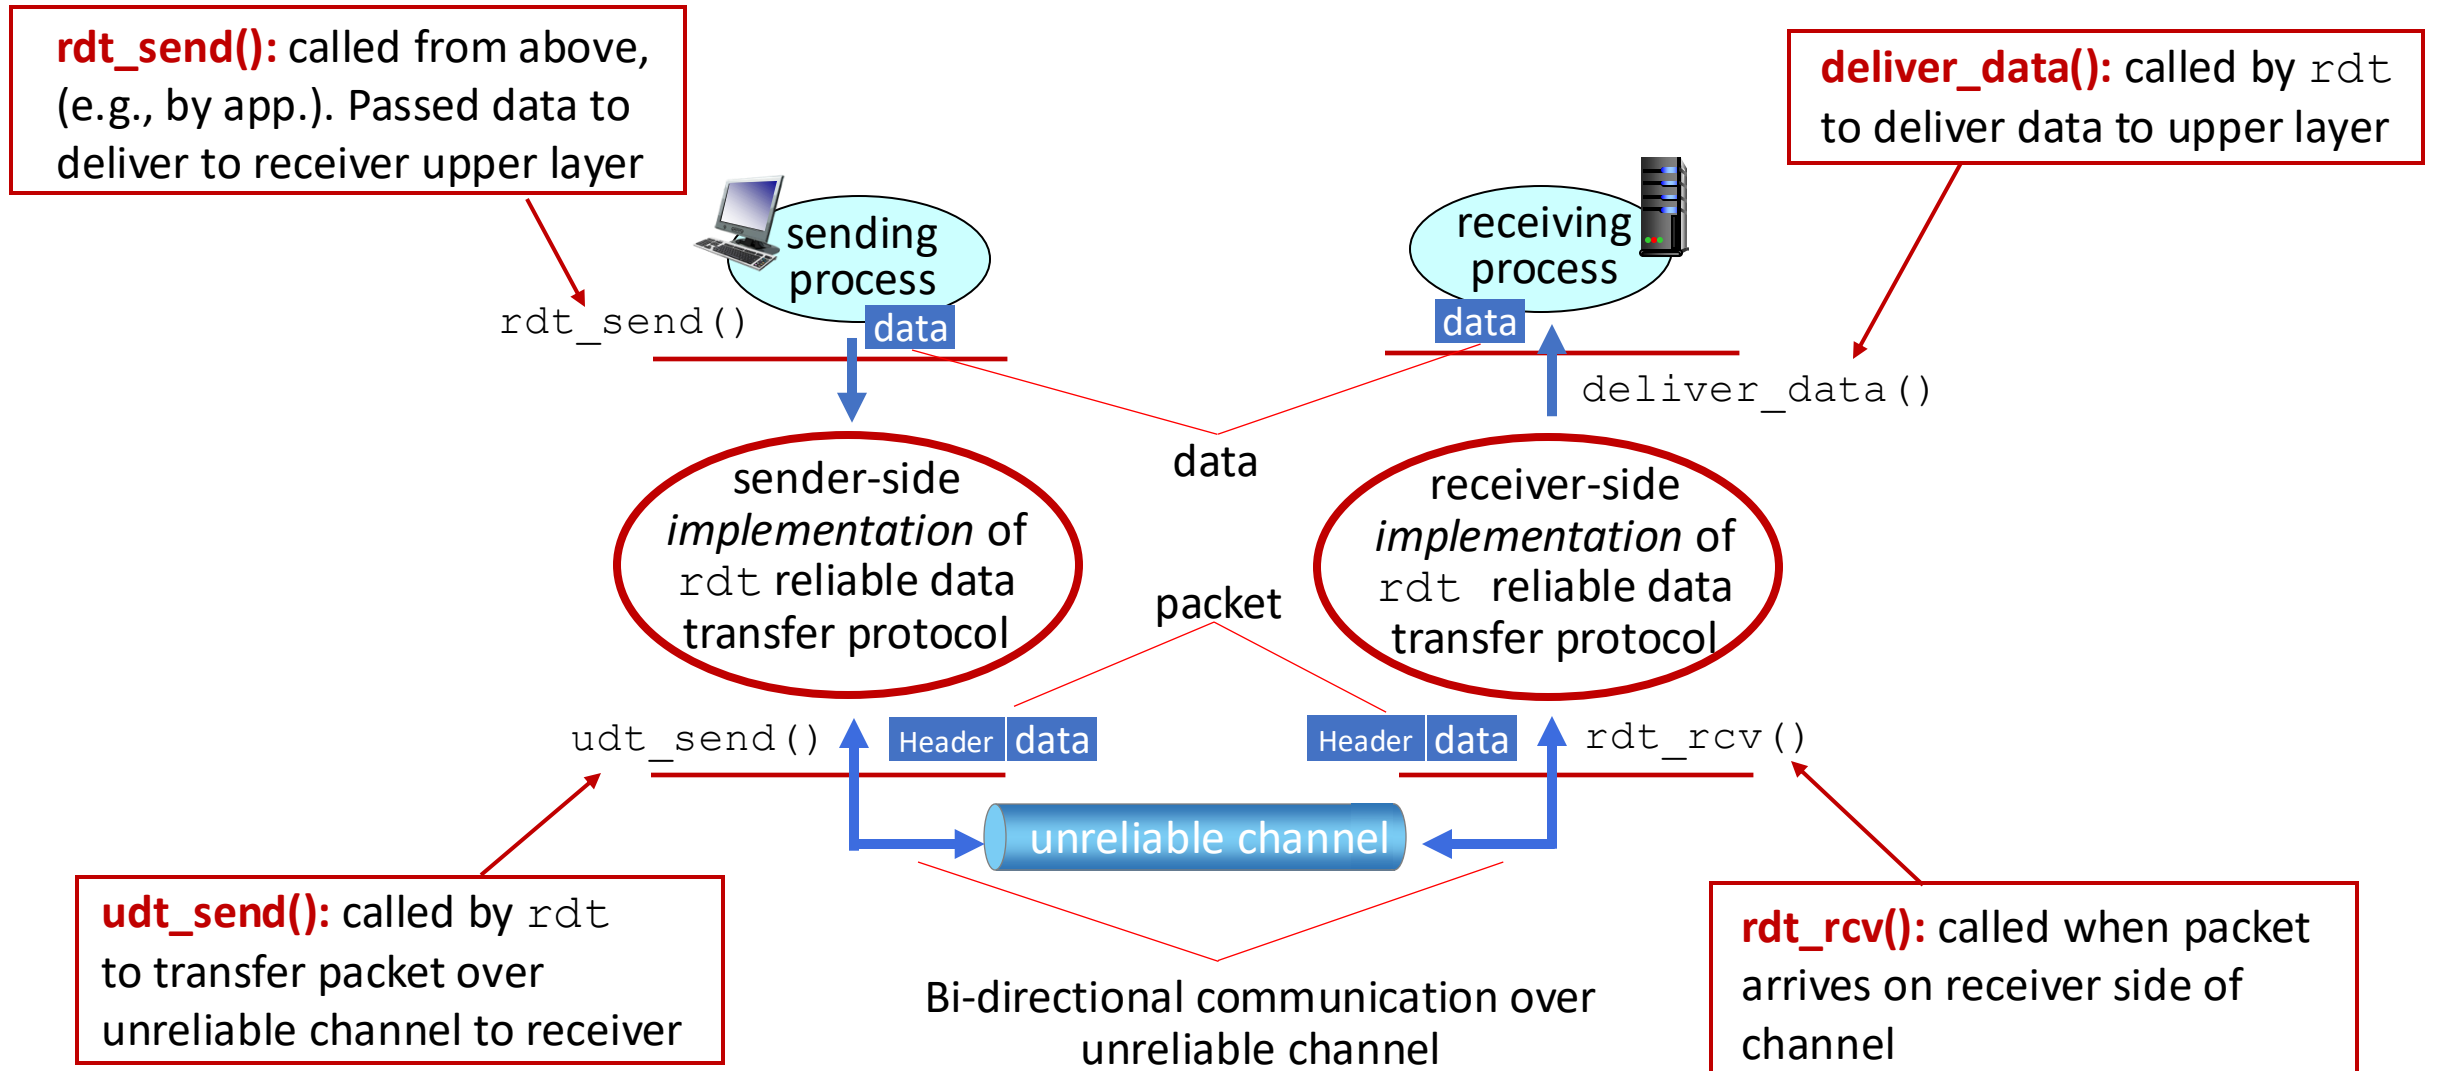 rdt_send(): called from above,
(e.g., by app.). Passed data to
deliver to receiver upper layer
deliver_data(): called by rdt
to deliver data to upper layer
sending
process
receiving
process
rdt_send()
data
data
deliver_data()
data
sender-side
implementation of
rdt reliable data
transfer protocol
receiver-side
implementation of
rdt reliable data
transfer protocol
packet
udt_send()
Header data
Header data
rdt_rcv()
unreliable channel
udt_send(): called by rdt
to transfer packet over
unreliable channel to receiver
Bi-directional communication over
unreliable channel
rdt_rcv(): called when packet
arrives on receiver side of
channel